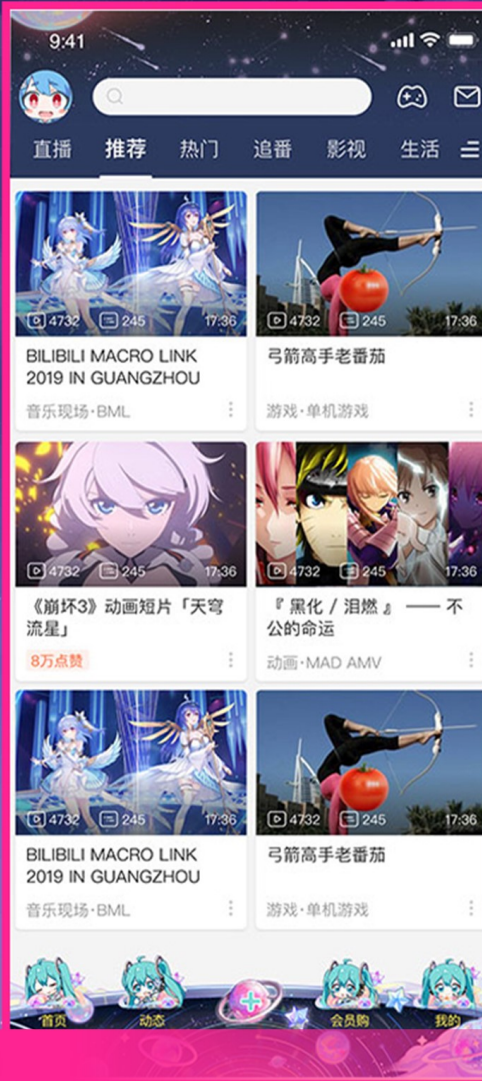 9:41
直播 推荐 热门 追番 影视 生活
4732 245 17:36
4732 245 17:36
BILIBILI MACRO LINK
2019 IN GUANGZHOU
音乐现场·BML
弓箭高手老番茄
游戏·单机游戏
4732 245 17:36
4732 245 17:36
《崩坏3》动画短片「天穹
流星」
8万点赞
『 黑化 / 泪燃 』 —— 不
公的命运
动画·MAD AMV
4732 245 17:36
4732 245 17:36
BILIBILI MACRO LINK
2019 IN GUANGZHOU
音乐现场·BML
弓箭高手老番茄
游戏·单机游戏
首页 动态 会员购 我的